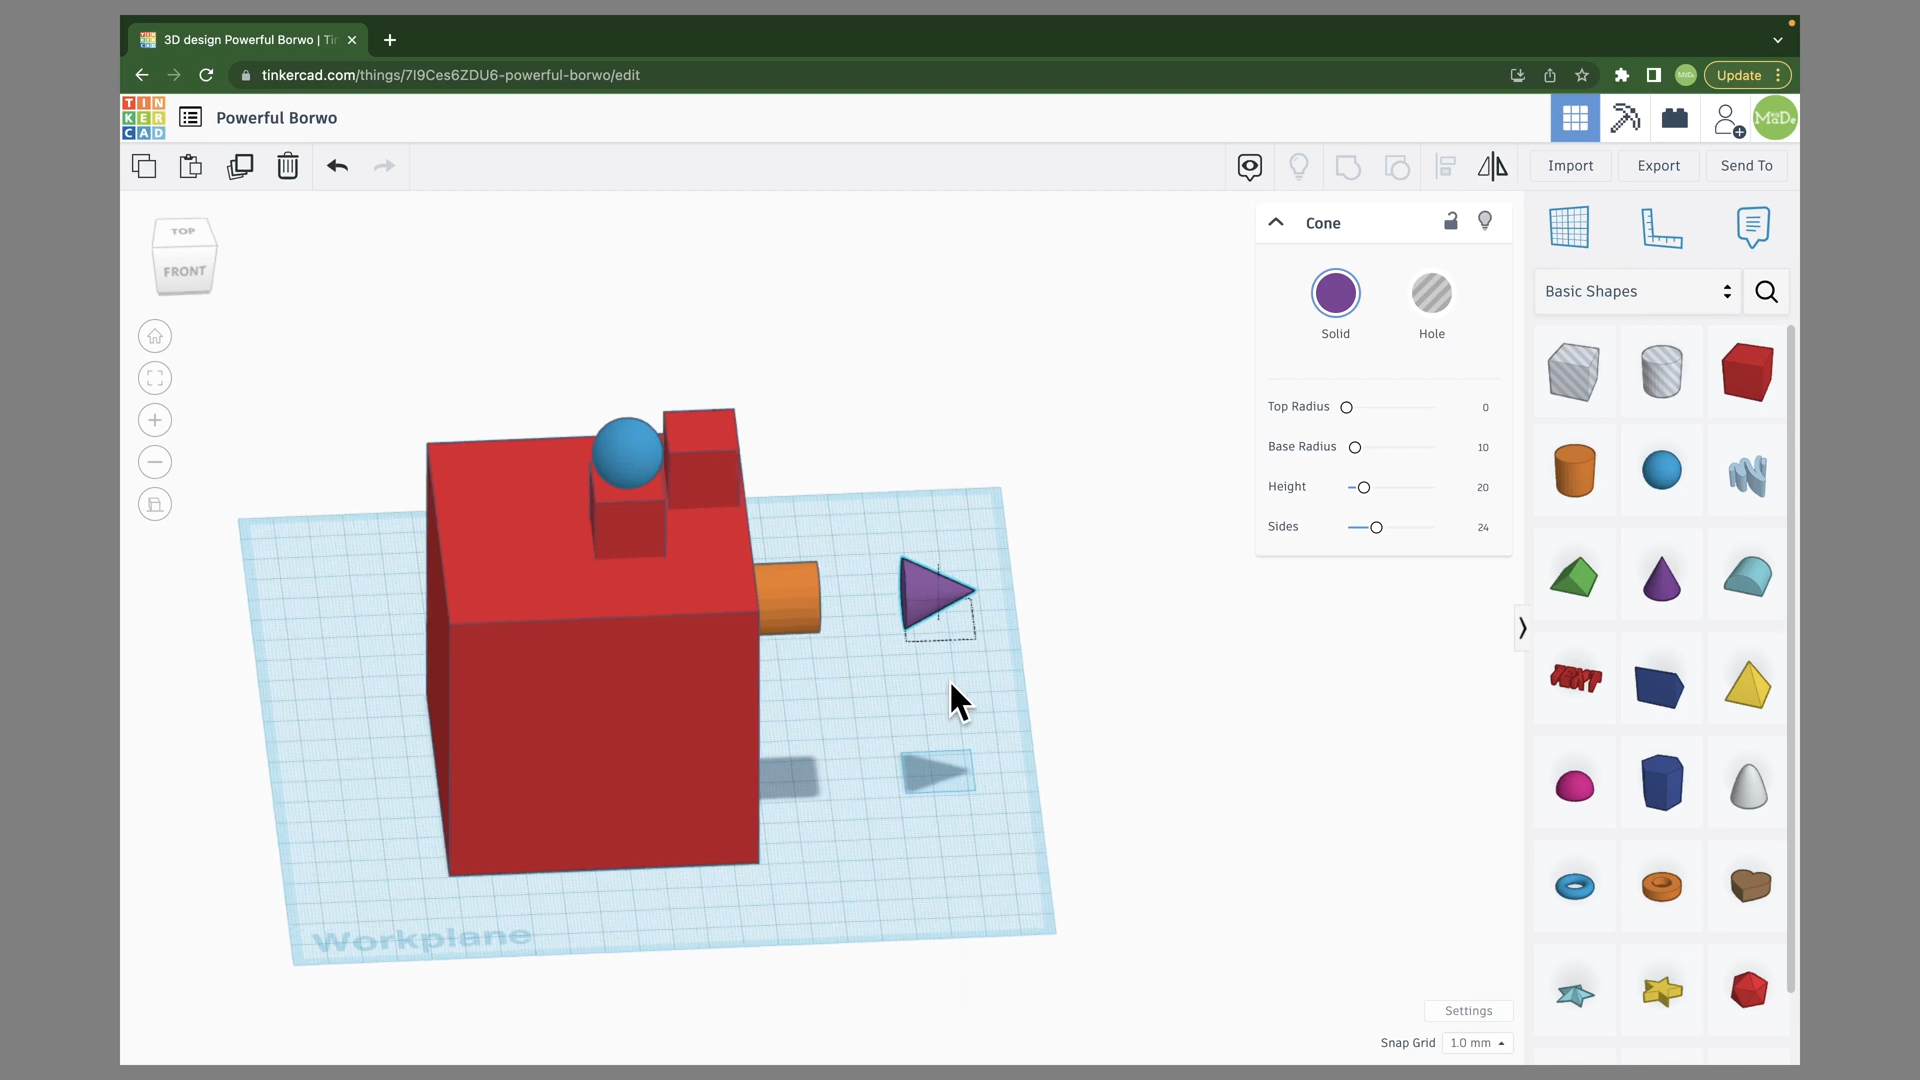 3D design Powerful Borwo | Ti
tinkercad.com/things/7I9Ces6ZDU6-powerful-borwo/edit
Update
TIN
KER
CAD
Powerful Borwo
Import
Export
Send To
TOP
FRONT
Cone
Solid
Hole
Top Radius 0
Base Radius 10
Height 20
Sides 24
Basic Shapes
TEXT
Workplane
Settings
Snap Grid 1.0 mm